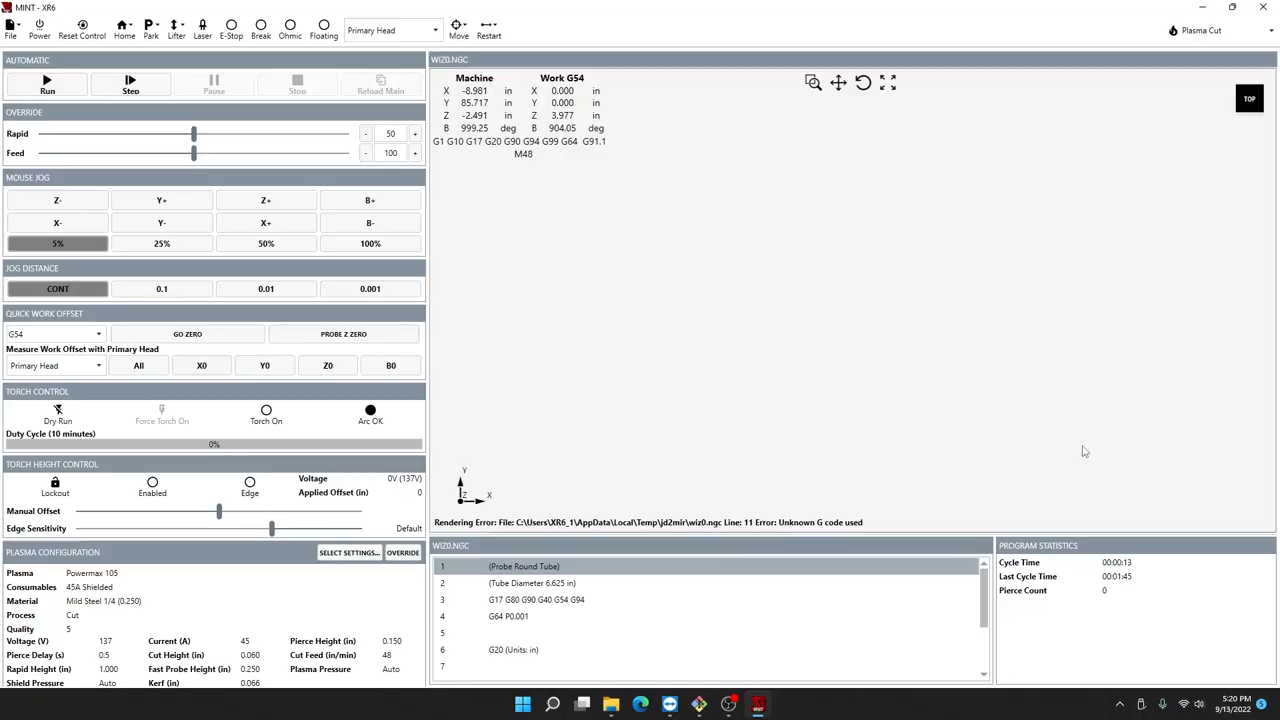 MINT - XR6
File Power Reset Control Home Park Lifter Laser E-Stop Break Ohmic Floating Primary Head Move Restart Plasma Cut
AUTOMATIC
Run Step Pause Stop Reload Main
OVERRIDE
Rapid - 50 +
Feed - 100 +
MOUSE JOG
Z- Y+ Z+ B+
X- Y- X+ B-
5% 25% 50% 100%
JOG DISTANCE
CONT 0.1 0.01 0.001
QUICK WORK OFFSET
G54 GO ZERO PROBE Z ZERO
Measure Work Offset with Primary Head
Primary Head All X0 Y0 Z0 B0
TORCH CONTROL
Dry Run Force Torch On Torch On Arc OK
Duty Cycle (10 minutes)
0%
TORCH HEIGHT CONTROL
Lockout Enabled Edge
Voltage 0V (137V)
Applied Offset (in) 0
Manual Offset
Edge Sensitivity Default
PLASMA CONFIGURATION SELECT SETTINGS... OVERRIDE
Plasma Powermax 105
Consumables 45A Shielded
Material Mild Steel 1/4 (0.250)
Process Cut
Quality 5
Voltage (V) 137 Current (A) 45 Pierce Height (in) 0.150
Pierce Delay (s) 0.5 Cut Height (in) 0.060 Cut Feed (in/min) 48
Rapid Height (in) 1.000 Fast Probe Height (in) 0.250 Plasma Pressure Auto
Shield Pressure Auto Kerf (in) 0.066
WIZ0.NGC
Machine Work G54
X -8.981 in X 0.000 in
Y 85.717 in Y 0.000 in
Z -2.491 in Z 3.977 in
B 999.25 deg B 904.05 deg
G1 G10 G17 G20 G90 G94 G99 G64 G91.1
M48
TOP
Y
Z X
Rendering Error: File: C:\Users\XR6_1\AppData\Local\Temp\jd2mir\wiz0.ngc Line: 11 Error: Unknown G code used
WIZ0.NGC
1 (Probe Round Tube)
2 (Tube Diameter 6.625 in)
3 G17 G80 G90 G40 G54 G94
4 G64 P0.001
5
6 G20 (Units: in)
7
PROGRAM STATISTICS
Cycle Time 00:00:13
Last Cycle Time 00:01:45
Pierce Count 0
5:20 PM
9/13/2022